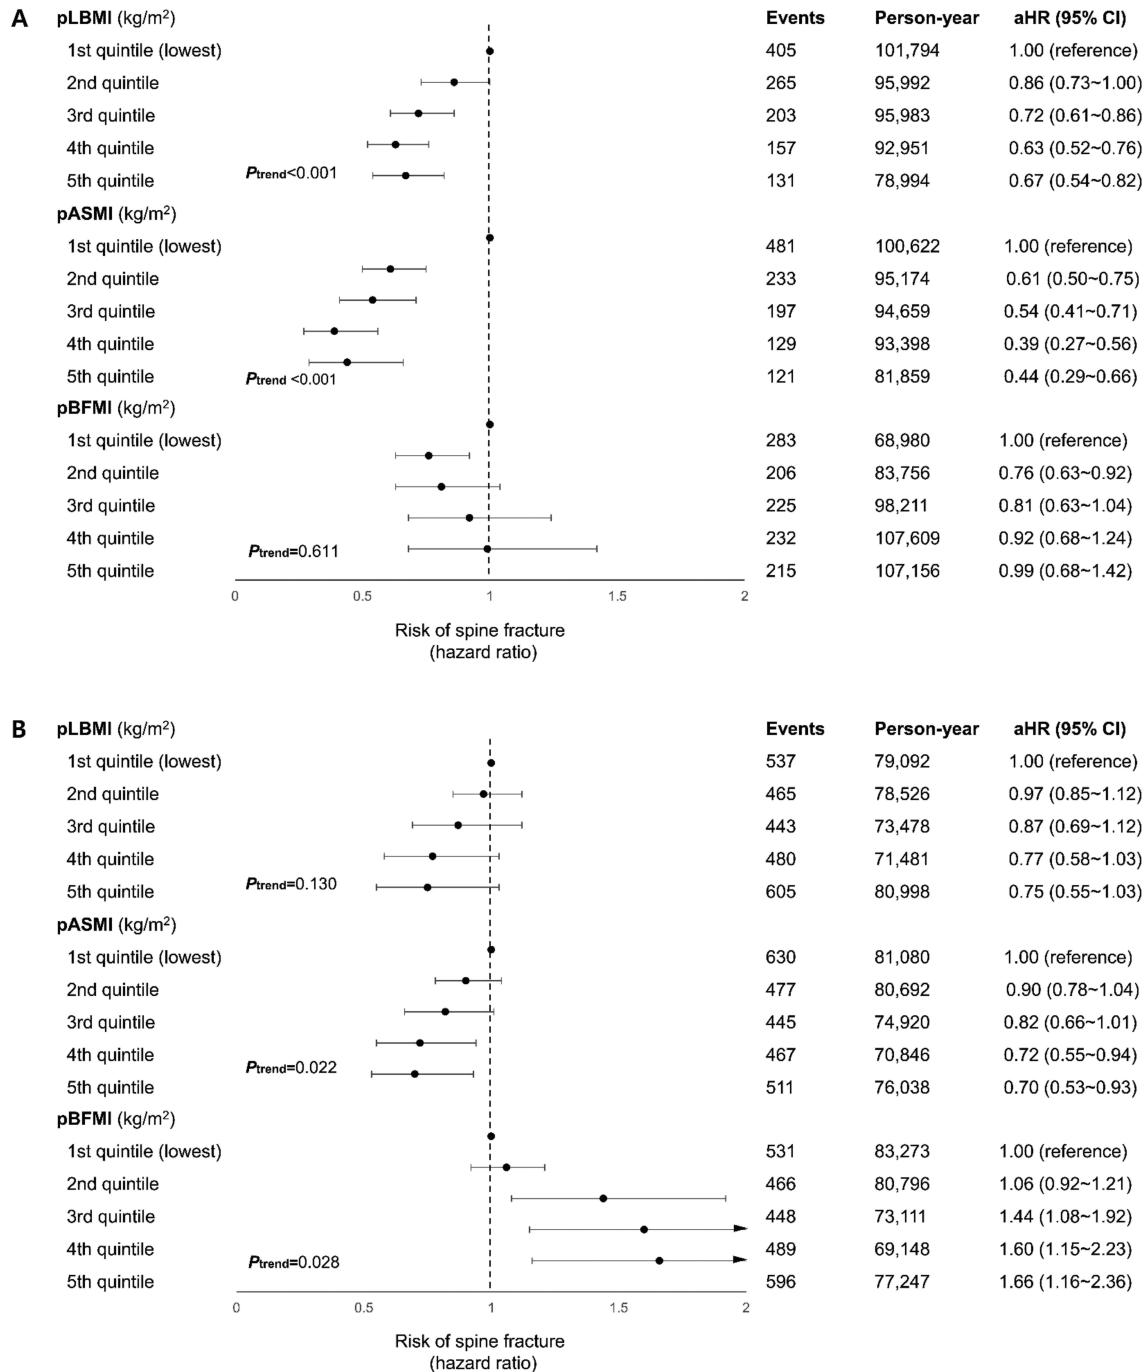 A
pLBMI (kg/m²) Events Person-year aHR (95% CI)
1st quintile (lowest) 405 101,794 1.00 (reference)
2nd quintile 265 95,992 0.86 (0.73~1.00)
3rd quintile 203 95,983 0.72 (0.61~0.86)
4th quintile 157 92,951 0.63 (0.52~0.76)
Ptrend<0.001
5th quintile 131 78,994 0.67 (0.54~0.82)
pASMI (kg/m²)
1st quintile (lowest) 481 100,622 1.00 (reference)
2nd quintile 233 95,174 0.61 (0.50~0.75)
3rd quintile 197 94,659 0.54 (0.41~0.71)
4th quintile 129 93,398 0.39 (0.27~0.56)
5th quintile Ptrend <0.001 121 81,859 0.44 (0.29~0.66)
pBFMI (kg/m²)
1st quintile (lowest) 283 68,980 1.00 (reference)
2nd quintile 206 83,756 0.76 (0.63~0.92)
3rd quintile 225 98,211 0.81 (0.63~1.04)
4th quintile 232 107,609 0.92 (0.68~1.24)
Ptrend=0.611
5th quintile 215 107,156 0.99 (0.68~1.42)
0 0.5 1 1.5 2
Risk of spine fracture
(hazard ratio)
B
pLBMI (kg/m²) Events Person-year aHR (95% CI)
1st quintile (lowest) 537 79,092 1.00 (reference)
2nd quintile 465 78,526 0.97 (0.85~1.12)
3rd quintile 443 73,478 0.87 (0.69~1.12)
4th quintile 480 71,481 0.77 (0.58~1.03)
Ptrend=0.130
5th quintile 605 80,998 0.75 (0.55~1.03)
pASMI (kg/m²)
1st quintile (lowest) 630 81,080 1.00 (reference)
2nd quintile 477 80,692 0.90 (0.78~1.04)
3rd quintile 445 74,920 0.82 (0.66~1.01)
4th quintile 467 70,846 0.72 (0.55~0.94)
Ptrend=0.022
5th quintile 511 76,038 0.70 (0.53~0.93)
pBFMI (kg/m²)
1st quintile (lowest) 531 83,273 1.00 (reference)
2nd quintile 466 80,796 1.06 (0.92~1.21)
3rd quintile 448 73,111 1.44 (1.08~1.92)
4th quintile 489 69,148 1.60 (1.15~2.23)
Ptrend=0.028
5th quintile 596 77,247 1.66 (1.16~2.36)
0 0.5 1 1.5 2
Risk of spine fracture
(hazard ratio)